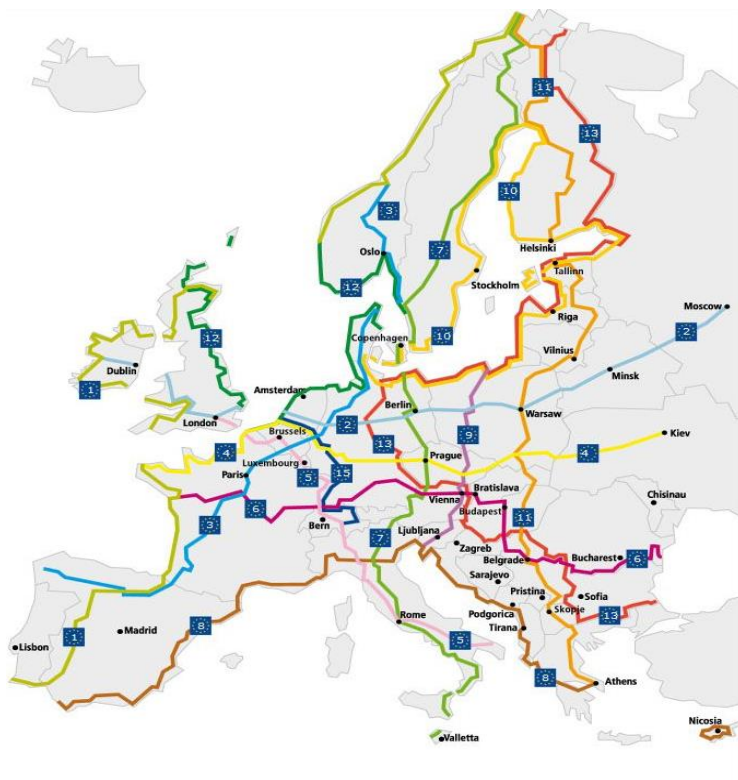 11
13
10
3
Oslo
7
Helsinki
12
Tallinn
Stockholm
Moscow
Riga
2
12
Copenhagen
10
Vilnius
Dublin
Minsk
1
Amsterdam
Berlin
Warsaw
London
2
Brussels
9
Kiev
4
13
4
Prague
Luxembourg
Paris
5
15
Vienna
Bratislava
Chisinau
6
Budapest
3
Bern
11
7
Ljubljana
Zagreb
Belgrade
Bucharest
6
Sarajevo
Pristina
Sofia
8
Rome
Podgorica
Skopje
13
1
Madrid
Tirana
5
Lisbon
8
Athens
Nicosia
Valletta